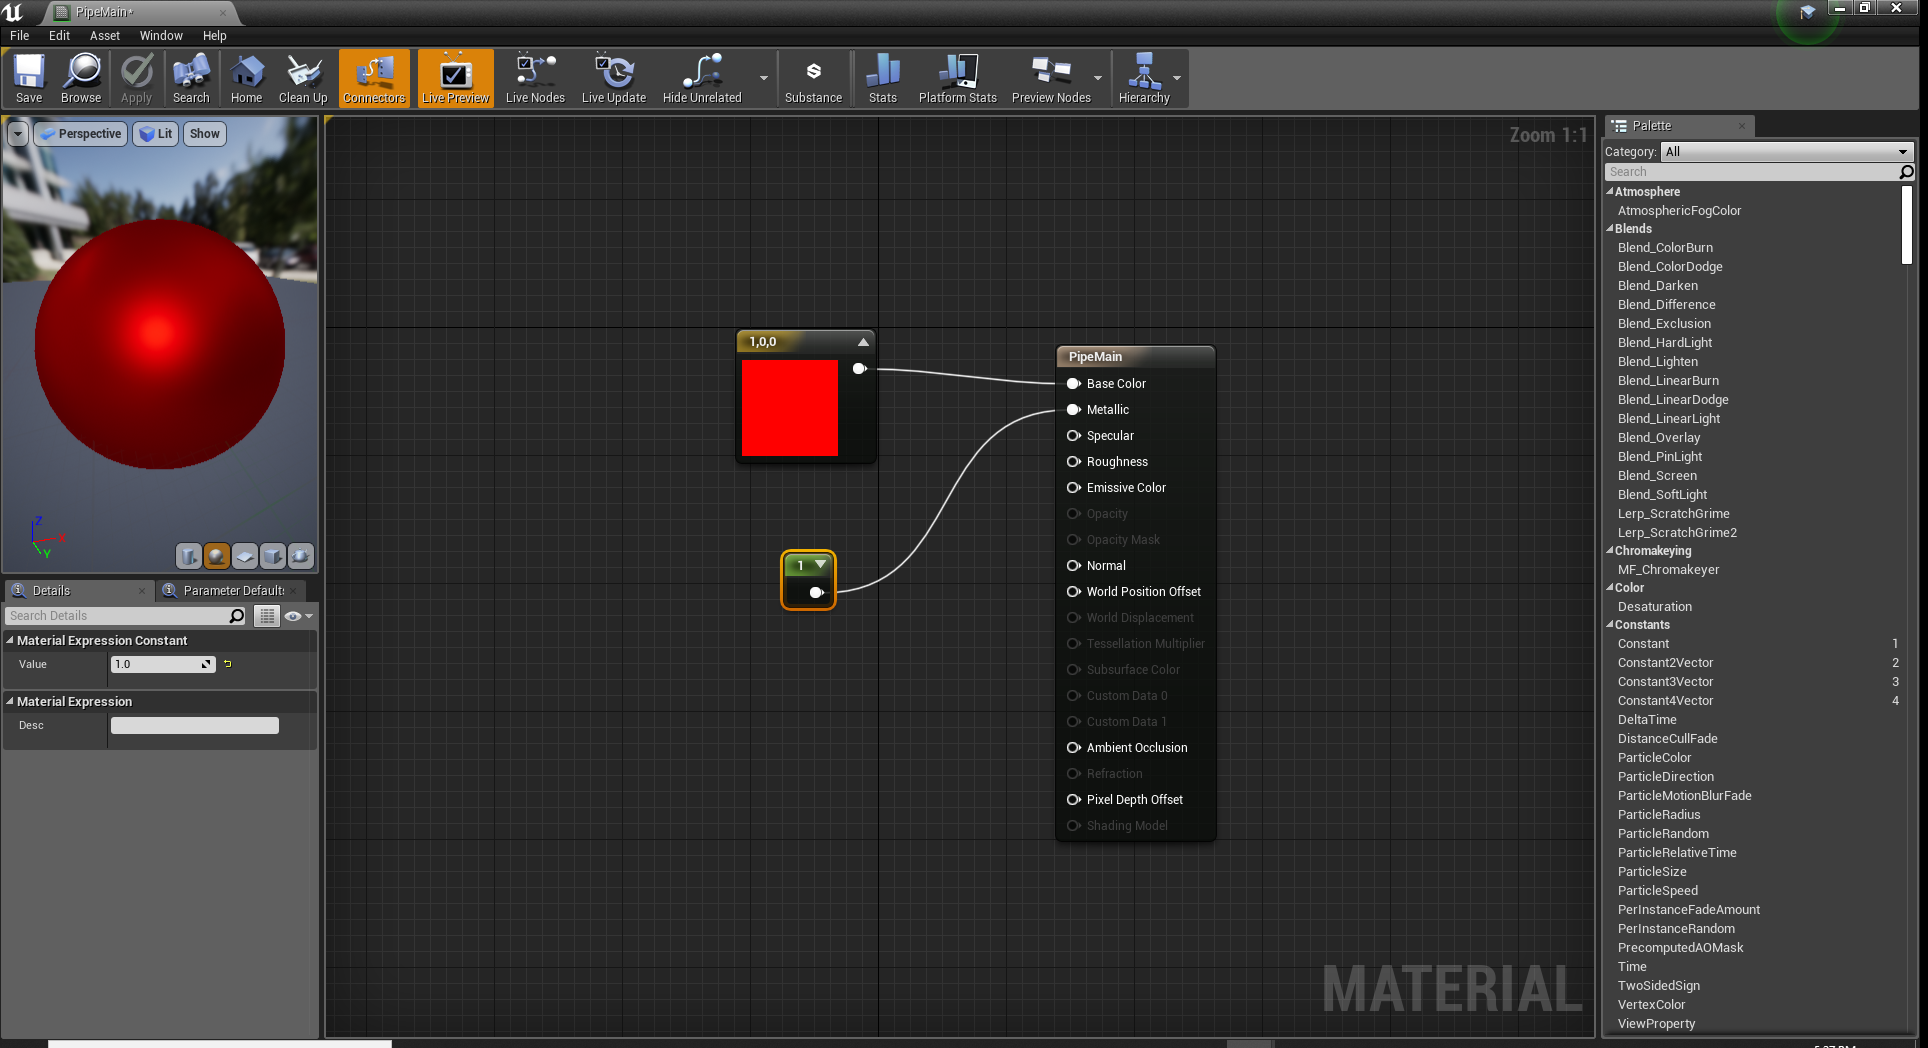 PipeMain*
File Edit Asset Window Help
Save Browse Apply Search Home Clean Up Connectors Live Preview Live Nodes Live Update Hide Unrelated Substance Stats Platform Stats Preview Nodes Hierarchy
Perspective Lit Show
Z
X
Y
Details
Parameter Defaults
Search Details
Material Expression Constant
Value 1.0
Material Expression
Desc
Zoom 1:1
1,0,0
1
PipeMain
Base Color
Metallic
Specular
Roughness
Emissive Color
Opacity
Opacity Mask
Normal
World Position Offset
World Displacement
Tessellation Multiplier
Subsurface Color
Custom Data 0
Custom Data 1
Ambient Occlusion
Refraction
Pixel Depth Offset
Shading Model
MATERIAL
Palette
Category: All
Search
Atmosphere
AtmosphericFogColor
Blends
Blend_ColorBurn
Blend_ColorDodge
Blend_Darken
Blend_Difference
Blend_Exclusion
Blend_HardLight
Blend_Lighten
Blend_LinearBurn
Blend_LinearDodge
Blend_LinearLight
Blend_Overlay
Blend_PinLight
Blend_Screen
Blend_SoftLight
Lerp_ScratchGrime
Lerp_ScratchGrime2
Chromakeying
MF_Chromakeyer
Color
Desaturation
Constants
Constant 1
Constant2Vector 2
Constant3Vector 3
Constant4Vector 4
DeltaTime
DistanceCullFade
ParticleColor
ParticleDirection
ParticleMotionBlurFade
ParticleRadius
ParticleRandom
ParticleRelativeTime
ParticleSize
ParticleSpeed
PerInstanceFadeAmount
PerInstanceRandom
PrecomputedAOMask
Time
TwoSidedSign
VertexColor
ViewProperty